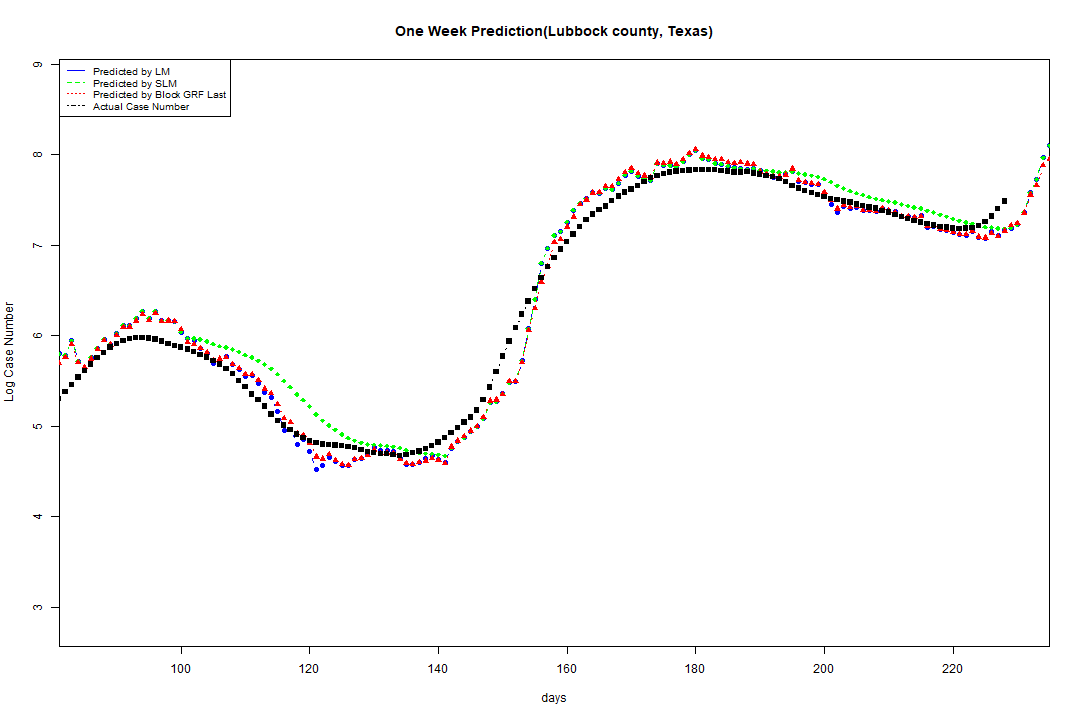 One Week Prediction(Lubbock county, Texas)
Predicted by LM
Predicted by SLM
Predicted by Block GRF Last
Actual Case Number
9
8
7
6
5
4
3
Log Case Number
100 120 140 160 180 200 220
days